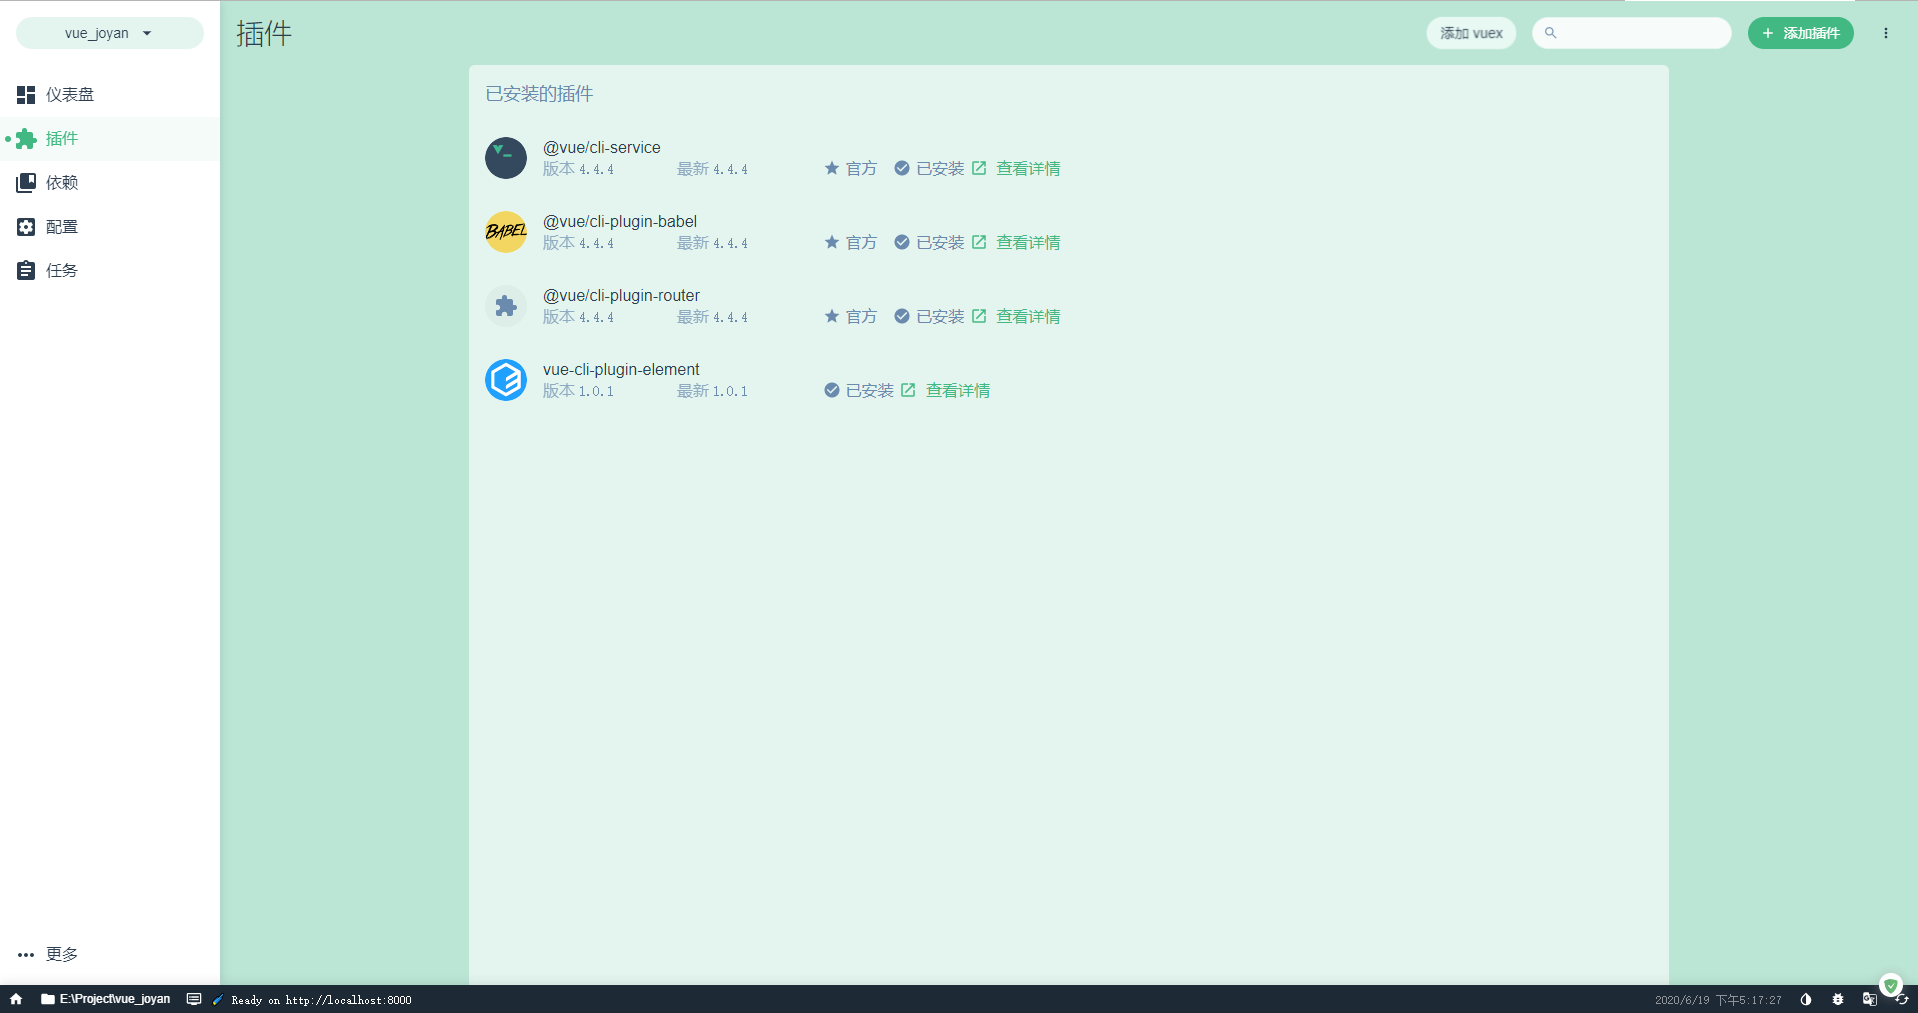 vue_joyan
仪表盘
插件
依赖
配置
任务
更多
插件
添加 vuex
添加插件
已安装的插件
@vue/cli-service
版本 4.4.4 最新 4.4.4 官方 已安装 查看详情
BABEL
@vue/cli-plugin-babel
版本 4.4.4 最新 4.4.4 官方 已安装 查看详情
@vue/cli-plugin-router
版本 4.4.4 最新 4.4.4 官方 已安装 查看详情
vue-cli-plugin-element
版本 1.0.1 最新 1.0.1 已安装 查看详情
E:\Project\vue_joyan Ready on http://localhost:8000 2020/6/19 下午5:17:27